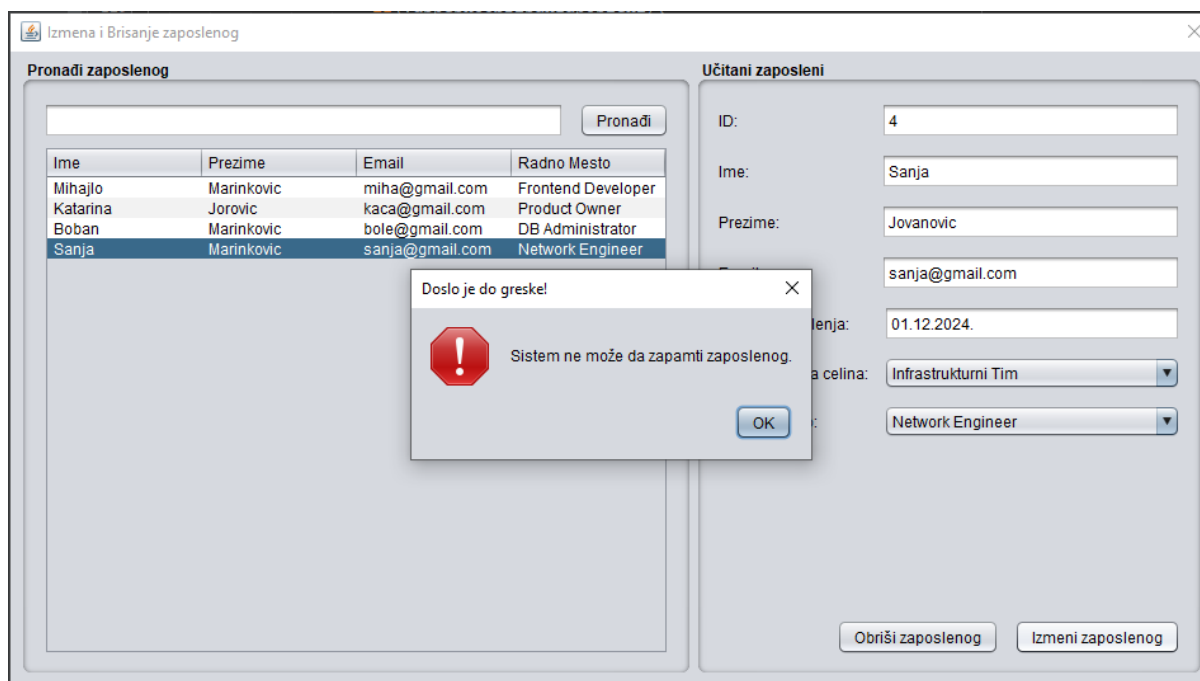 Izmena i Brisanje zaposlenog
Pronađi zaposlenog
Pronađi
Ime Prezime Email Radno Mesto
Mihajlo Marinkovic miha@gmail.com Frontend Developer
Katarina Jorovic kaca@gmail.com Product Owner
Boban Marinkovic bole@gmail.com DB Administrator
Sanja Marinkovic sanja@gmail.com Network Engineer
Doslo je do greske!
Sistem ne može da zapamti zaposlenog.
OK
Učitani zaposleni
ID: 4
Ime: Sanja
Prezime: Jovanovic
sanja@gmail.com
lenja: 01.12.2024.
a celina: Infrastrukturni Tim
Network Engineer
Obriši zaposlenog Izmeni zaposlenog